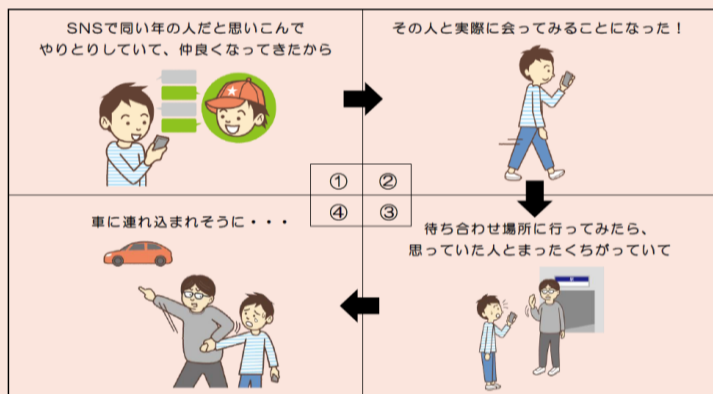 SNSで同い年の人だと思いこんで
やりとりしていて、仲良くなってきたから
その人と実際に会ってみることになった！
① ②
④ ③
待ち合わせ場所に行ってみたら、
思っていた人とまったくちがっていて
車に連れ込まれそうに・・・